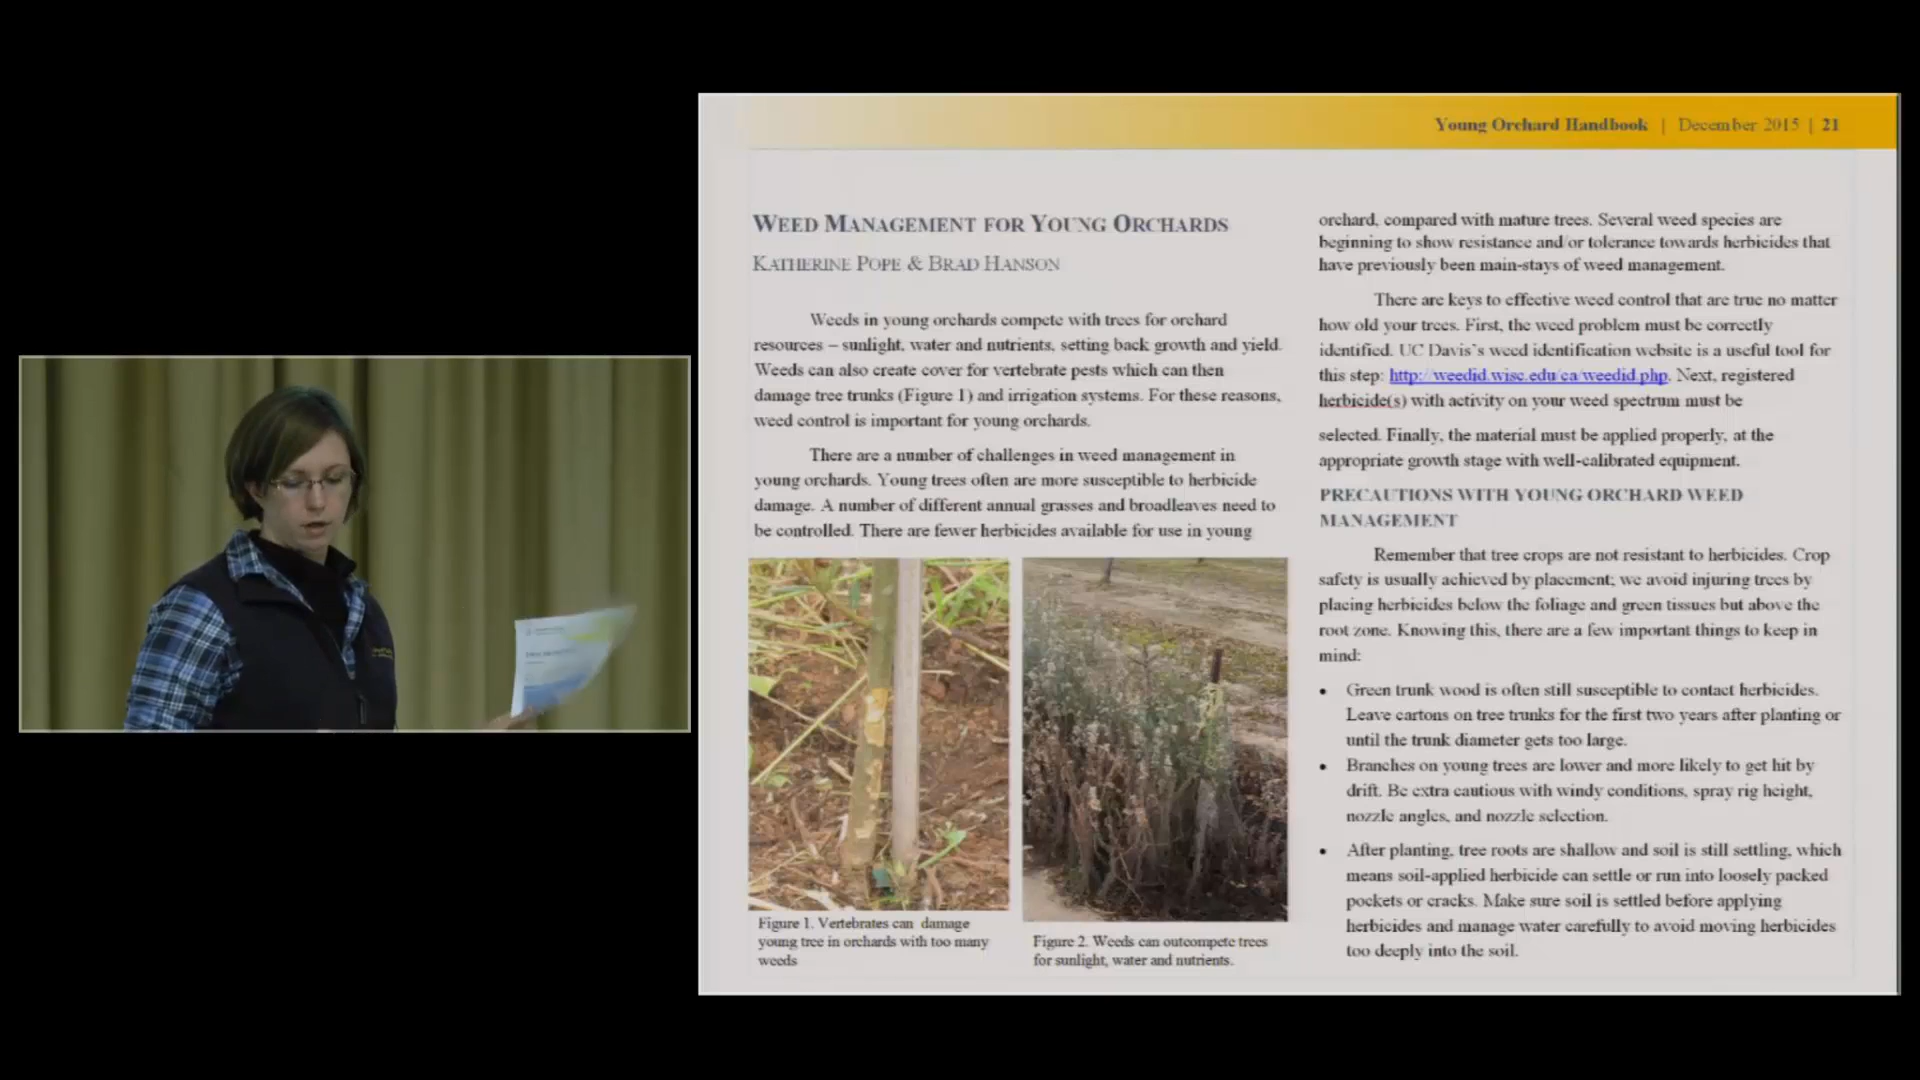 Young Orchard Handbook | December 2015 | 21
WEED MANAGEMENT FOR YOUNG ORCHARDS
KATHERINE POPE & BRAD HANSON
Weeds in young orchards compete with trees for orchard
resources – sunlight, water and nutrients, setting back growth and yield.
Weeds can also create cover for vertebrate pests which can then
damage tree trunks (Figure 1) and irrigation systems. For these reasons,
weed control is important for young orchards.
There are a number of challenges in weed management in
young orchards. Young trees often are more susceptible to herbicide
damage. A number of different annual grasses and broadleaves need to
be controlled. There are fewer herbicides available for use in young
Figure 1. Vertebrates can damage
young tree in orchards with too many
weeds
Figure 2. Weeds can outcompete trees
for sunlight, water and nutrients.
orchard, compared with mature trees. Several weed species are
beginning to show resistance and/or tolerance towards herbicides that
have previously been main-stays of weed management.
There are keys to effective weed control that are true no matter
how old your trees. First, the weed problem must be correctly
identified. UC Davis's weed identification website is a useful tool for
this step: http://weedid.wisc.edu/ca/weedid.php. Next, registered
herbicide(s) with activity on your weed spectrum must be
selected. Finally, the material must be applied properly, at the
appropriate growth stage with well-calibrated equipment.
PRECAUTIONS WITH YOUNG ORCHARD WEED
MANAGEMENT
Remember that tree crops are not resistant to herbicides. Crop
safety is usually achieved by placement; we avoid injuring trees by
placing herbicides below the foliage and green tissues but above the
root zone. Knowing this, there are a few important things to keep in
mind:
• Green trunk wood is often still susceptible to contact herbicides.
Leave cartons on tree trunks for the first two years after planting or
until the trunk diameter gets too large.
• Branches on young trees are lower and more likely to get hit by
drift. Be extra cautious with windy conditions, spray rig height,
nozzle angles, and nozzle selection.
• After planting, tree roots are shallow and soil is still settling, which
means soil-applied herbicide can settle or run into loosely packed
pockets or cracks. Make sure soil is settled before applying
herbicides and manage water carefully to avoid moving herbicides
too deeply into the soil.